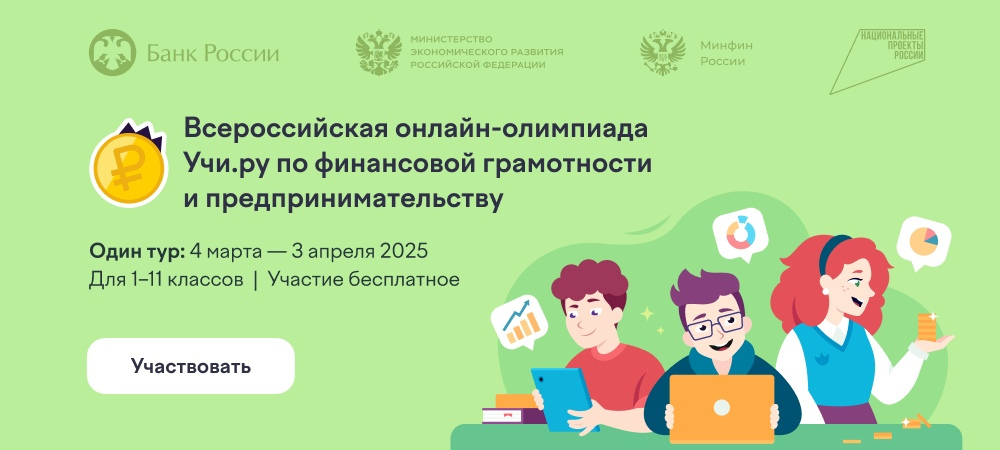 Банк России
МИНИСТЕРСТВО
ЭКОНОМИЧЕСКОГО РАЗВИТИЯ
РОССИЙСКОЙ ФЕДЕРАЦИИ
Минфин
России
НАЦИОНАЛЬНЫЕ
ПРОЕКТЫ
РОССИИ
Всероссийская онлайн-олимпиада
Учи.ру по финансовой грамотности
и предпринимательству
Один тур: 4 марта — 3 апреля 2025
Для 1–11 классов | Участие бесплатное
Участвовать